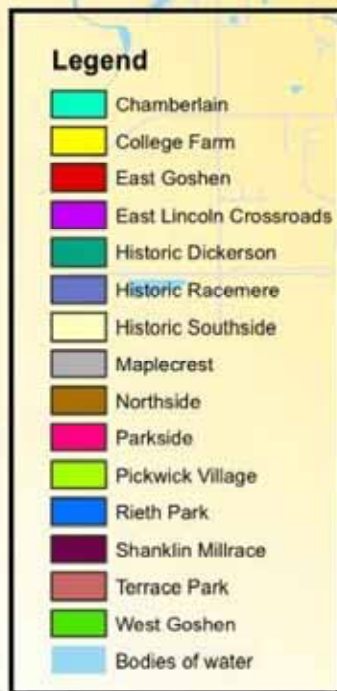 Legend
Chamberlain
College Farm
East Goshen
East Lincoln Crossroads
Historic Dickerson
Historic Racemere
Historic Southside
Maplecrest
Northside
Parkside
Pickwick Village
Rieth Park
Shanklin Millrace
Terrace Park
West Goshen
Bodies of water